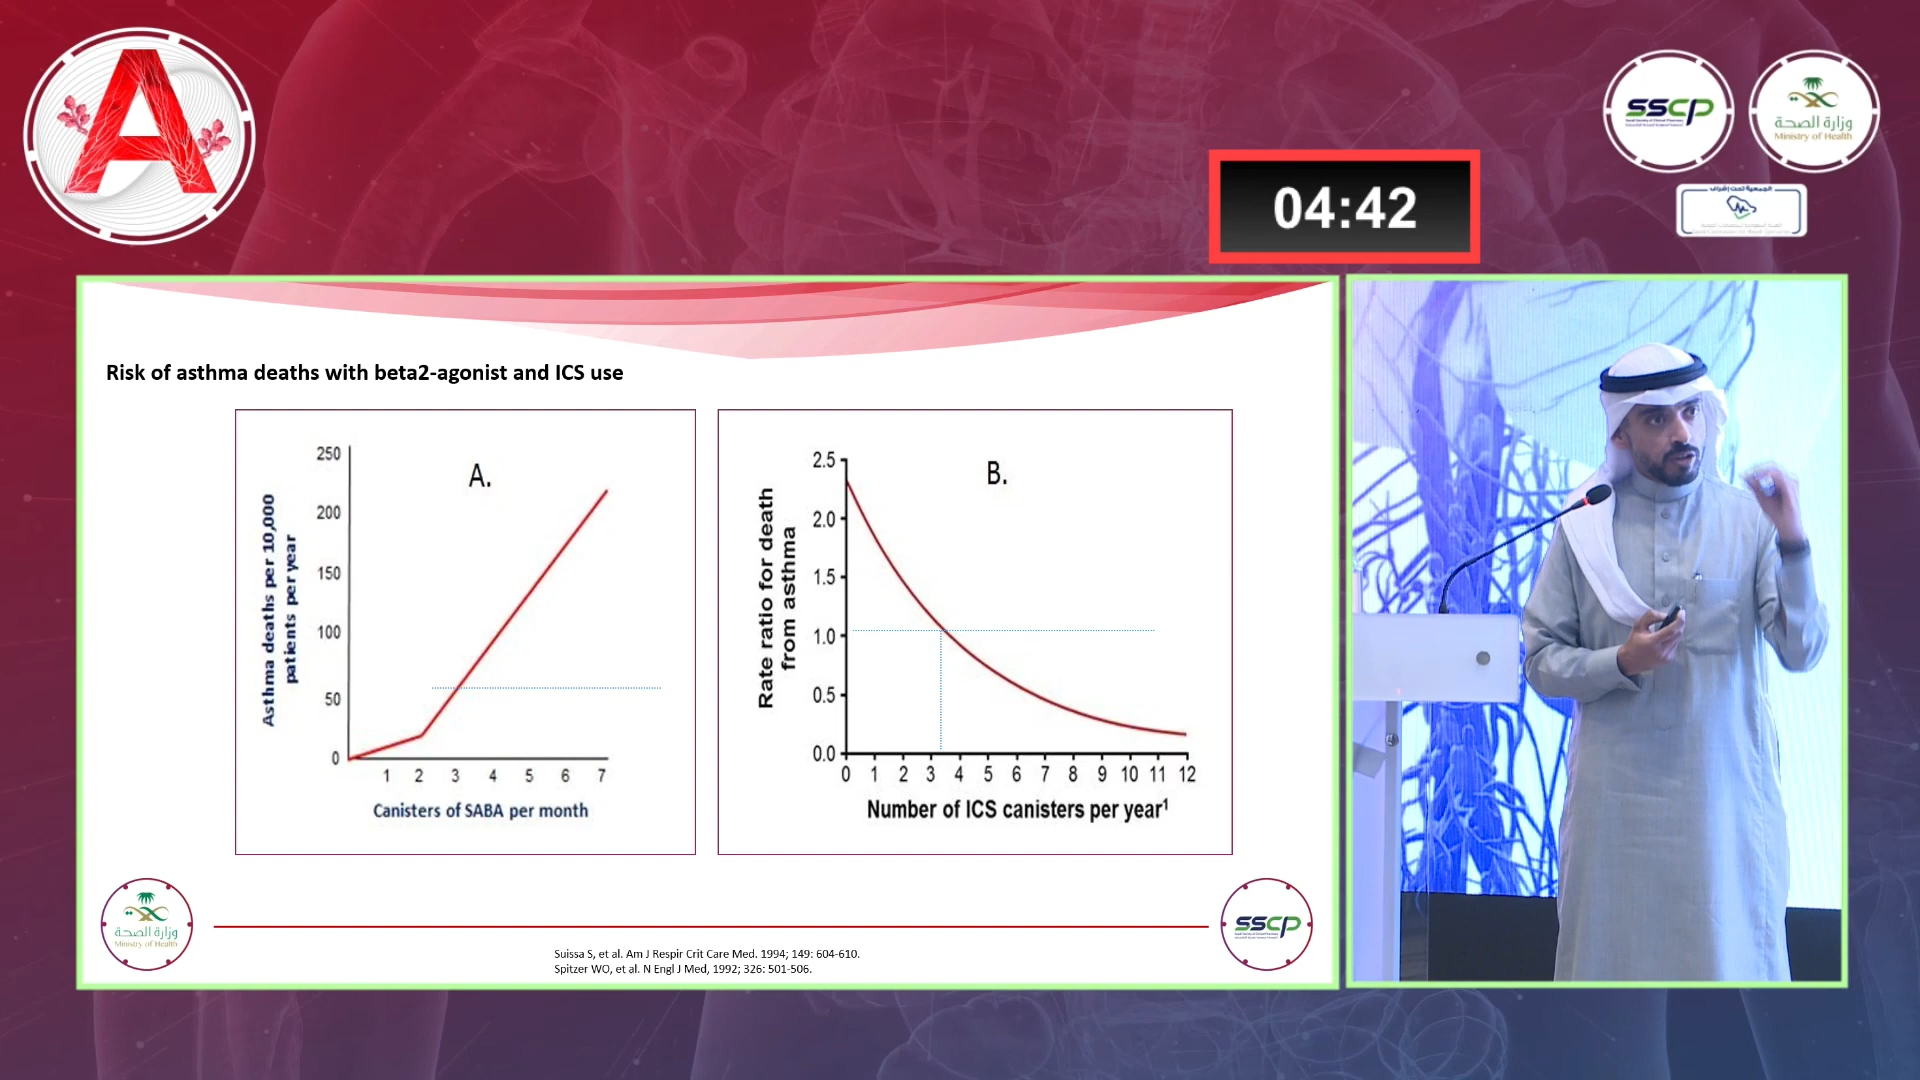 A
sscp
وزارة الصحة
Ministry of Health
الجمعية تحت إشراف
04:42
Risk of asthma deaths with beta2-agonist and ICS use
A.
Asthma deaths per 10,000
patients per year
250
200
150
100
50
0
1 2 3 4 5 6 7
Canisters of SABA per month
B.
Rate ratio for death
from asthma
2.5
2.0
1.5
1.0
0.5
0.0
0 1 2 3 4 5 6 7 8 9 10 11 12
Number of ICS canisters per year¹
وزارة الصحة
Ministry of Health
sscp
Suissa S, et al. Am J Respir Crit Care Med. 1994; 149: 604-610.
Spitzer WO, et al. N Engl J Med, 1992; 326: 501-506.